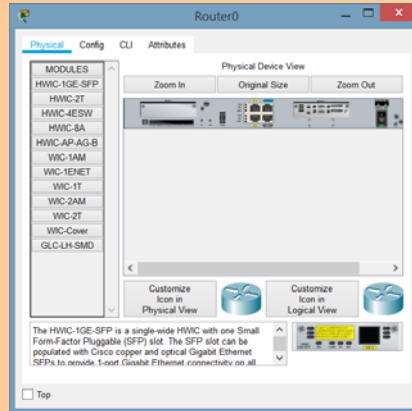 Router0
Physical Config CLI Attributes
MODULES
HWIC-1GE-SFP
HWIC-2T
HWIC-4ESW
HWIC-8A
HWIC-AP-AG-B
WIC-1AM
WIC-1ENET
WIC-1T
WIC-2AM
WIC-2T
WIC-Cover
GLC-LH-SMD
Physical Device View
Zoom In Original Size Zoom Out
Customize
Icon in
Physical View
Customize
Icon in
Logical View
The HWIC-1GE-SFP is a single-wide HWIC with one Small
Form-Factor Pluggable (SFP) slot. The SFP slot can be
populated with Cisco copper and optical Gigabit Ethernet
SFPs to provide 1-port Gigabit Ethernet connectivity on all
Top